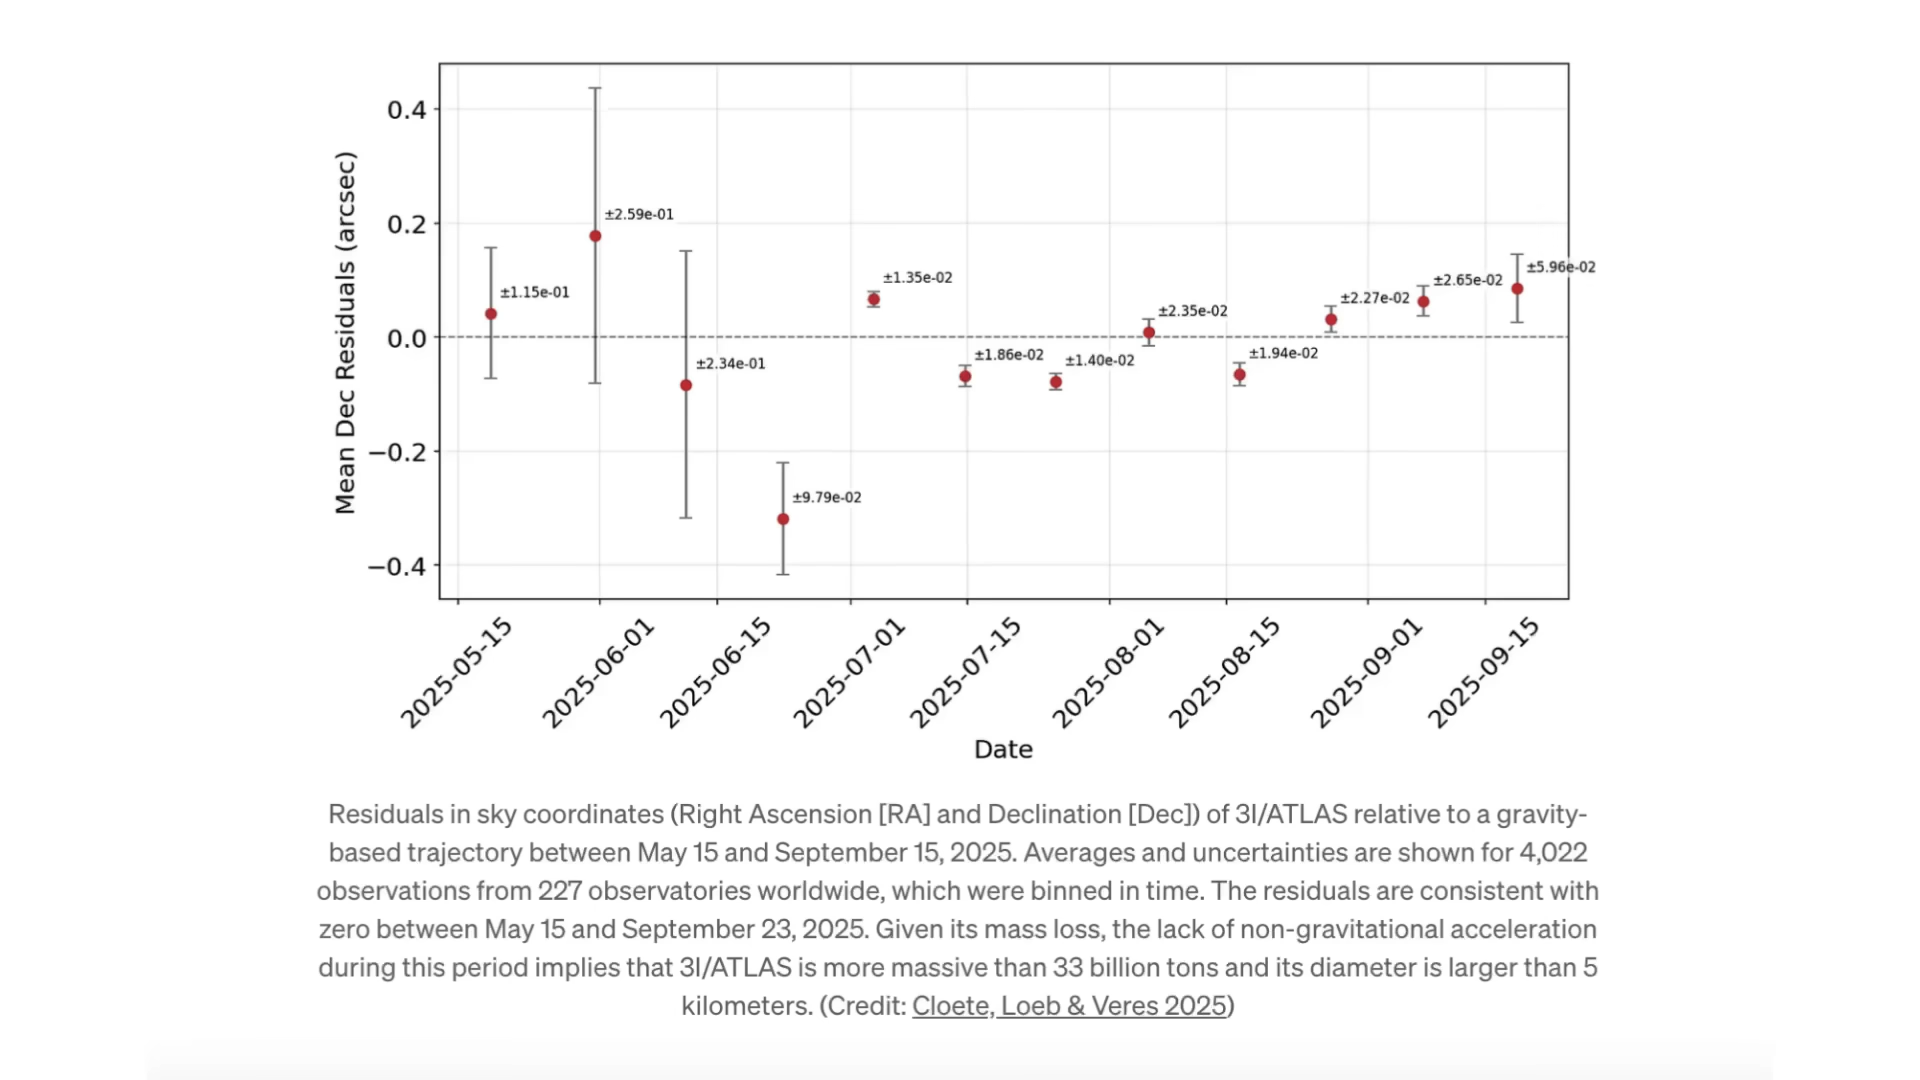 0.4
0.2
0.0
−0.2
−0.4
Mean Dec Residuals (arcsec)
±1.15e-01
±2.59e-01
±2.34e-01
±9.79e-02
±1.35e-02
±1.86e-02
±1.40e-02
±2.35e-02
±1.94e-02
±2.27e-02
±2.65e-02
±5.96e-02
2025-05-15
2025-06-01
2025-06-15
2025-07-01
2025-07-15
2025-08-01
2025-08-15
2025-09-01
2025-09-15
Date
Residuals in sky coordinates (Right Ascension [RA] and Declination [Dec]) of 3I/ATLAS relative to a gravity-
based trajectory between May 15 and September 15, 2025. Averages and uncertainties are shown for 4,022
observations from 227 observatories worldwide, which were binned in time. The residuals are consistent with
zero between May 15 and September 23, 2025. Given its mass loss, the lack of non-gravitational acceleration
during this period implies that 3I/ATLAS is more massive than 33 billion tons and its diameter is larger than 5
kilometers. (Credit: Cloete, Loeb & Veres 2025)